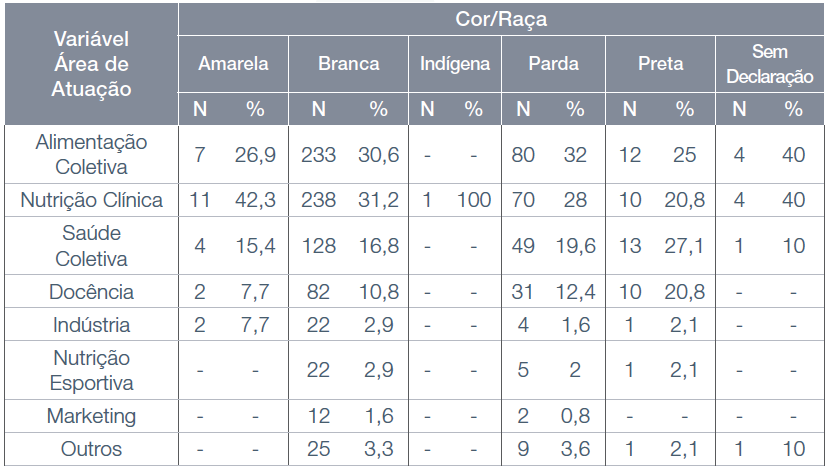 Variável
Área de
Atuação
Cor/Raça
Amarela Branca Indígena Parda Preta Sem
Declaração
N % N % N % N % N % N %
Alimentação
Coletiva 7 26,9 233 30,6 - - 80 32 12 25 4 40
Nutrição Clínica 11 42,3 238 31,2 1 100 70 28 10 20,8 4 40
Saúde
Coletiva 4 15,4 128 16,8 - - 49 19,6 13 27,1 1 10
Docência 2 7,7 82 10,8 - - 31 12,4 10 20,8 - -
Indústria 2 7,7 22 2,9 - - 4 1,6 1 2,1 - -
Nutrição
Esportiva - - 22 2,9 - - 5 2 1 2,1 - -
Marketing - - 12 1,6 - - 2 0,8 - - - -
Outros - - 25 3,3 - - 9 3,6 1 2,1 1 10